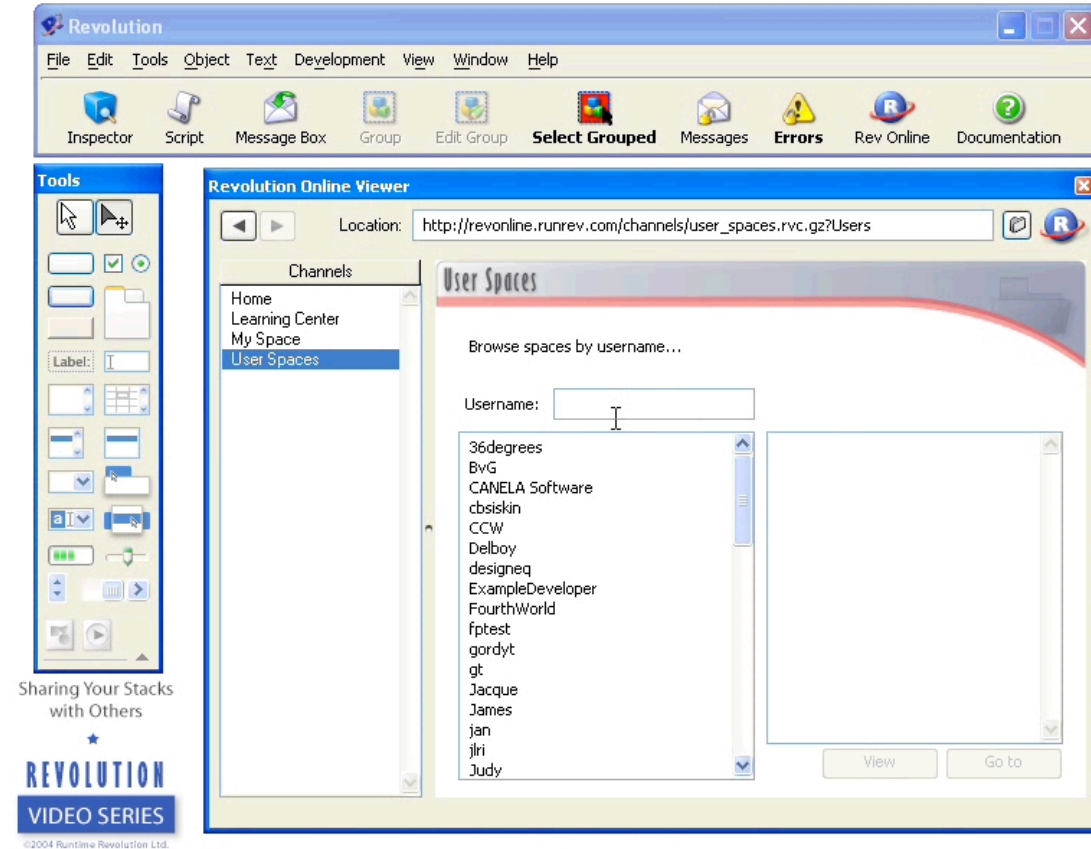 Revolution
File Edit Tools Object Text Development View Window Help
Inspector Script Message Box Group Edit Group Select Grouped Messages Errors Rev Online Documentation
Tools
Label:
a
Revolution Online Viewer
Location: http://revonline.runrev.com/channels/user_spaces.rvc.gz?Users
R
Channels
Home
Learning Center
My Space
User Spaces
User Spaces
Browse spaces by username...
Username:
36degrees
BvG
CANELA Software
cbsiskin
CCW
Delboy
designeq
ExampleDeveloper
FourthWorld
fptest
gordyt
gt
Jacque
James
jan
jlri
Judy
View Go to
Sharing Your Stacks
with Others
REVOLUTION
VIDEO SERIES
©2004 Runtime Revolution Ltd.